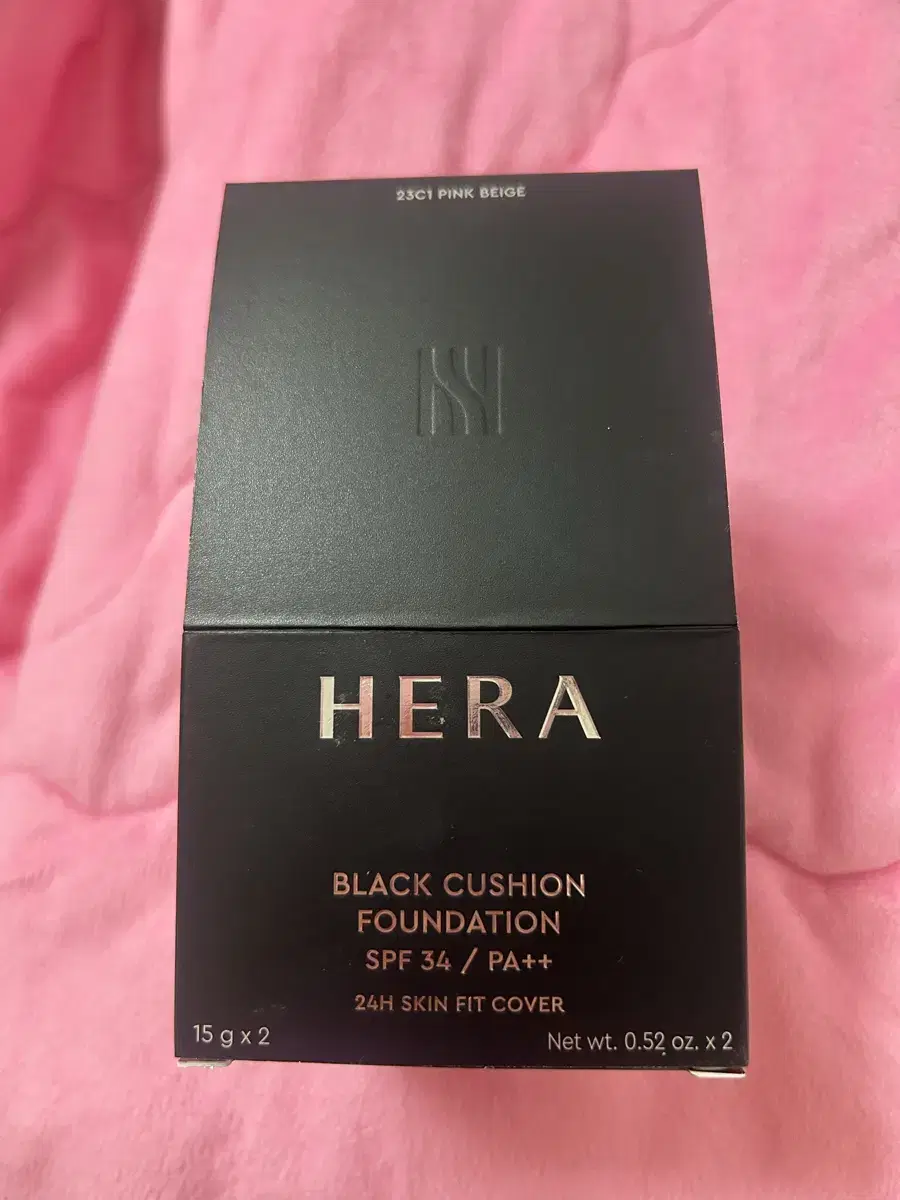 23C1 PINK BEIGE
HERA
BLACK CUSHION
FOUNDATION
SPF 34 / PA++
24H SKIN FIT COVER
15 g x 2
Net wt. 0.52 oz. x 2